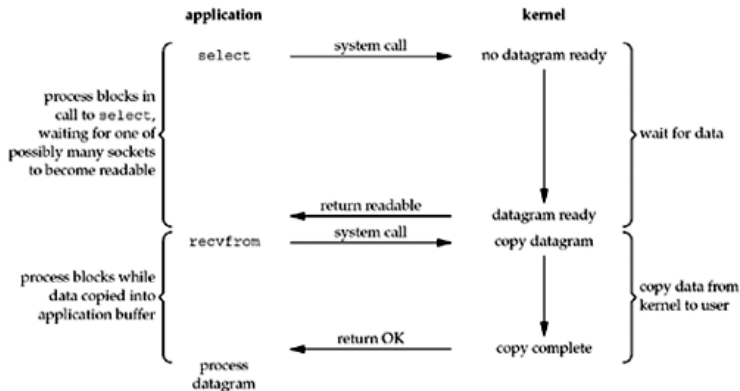 application kernel
select system call no datagram ready
process blocks in
call to select,
waiting for one of
possibly many sockets
to become readable
wait for data
return readable datagram ready
recvfrom system call copy datagram
process blocks while
data copied into
application buffer
copy data from
kernel to user
return OK copy complete
process
datagram